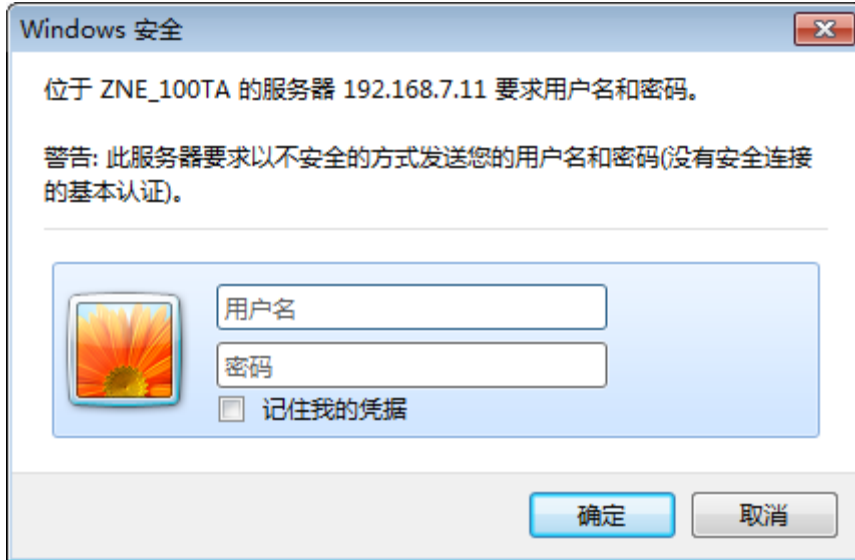 Windows 安全
位于 ZNE_100TA 的服务器 192.168.7.11 要求用户名和密码。
警告: 此服务器要求以不安全的方式发送您的用户名和密码(没有安全连接
的基本认证)。
用户名
密码
记住我的凭据
确定
取消